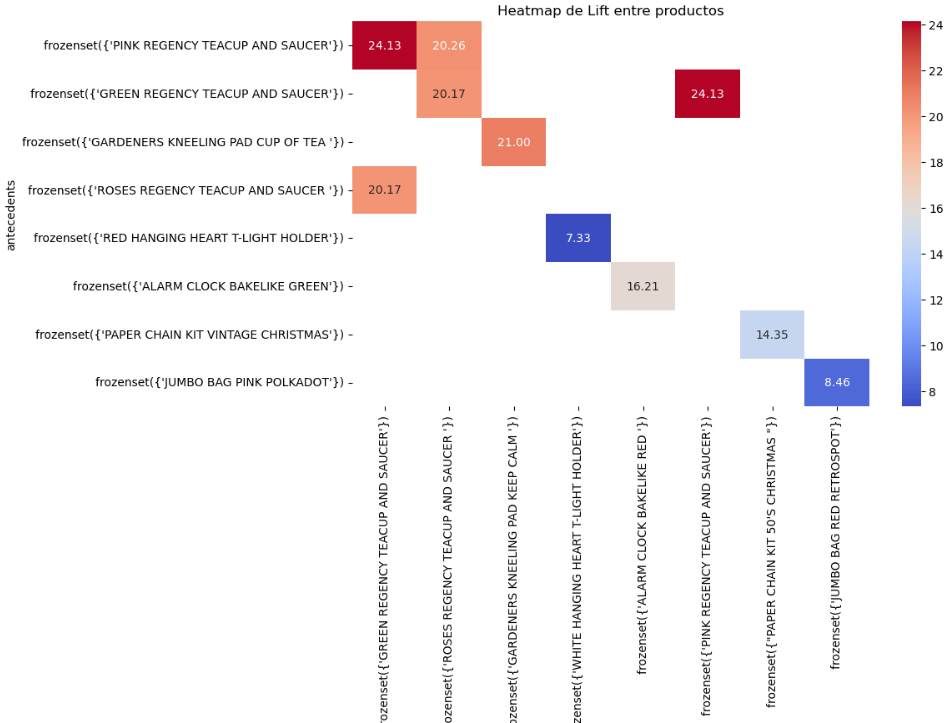 Heatmap de Lift entre productos
antecedents
frozenset({'PINK REGENCY TEACUP AND SAUCER'})
24.13
20.26
frozenset({'GREEN REGENCY TEACUP AND SAUCER'})
20.17
24.13
frozenset({'GARDENERS KNEELING PAD CUP OF TEA '})
21.00
frozenset({'ROSES REGENCY TEACUP AND SAUCER '})
20.17
frozenset({'RED HANGING HEART T-LIGHT HOLDER'})
7.33
frozenset({'ALARM CLOCK BAKELIKE GREEN'})
16.21
frozenset({'PAPER CHAIN KIT VINTAGE CHRISTMAS'})
14.35
frozenset({'JUMBO BAG PINK POLKADOT'})
8.46
rozenset({'GREEN REGENCY TEACUP AND SAUCER'})
ozenset({'ROSES REGENCY TEACUP AND SAUCER '})
ozenset({'GARDENERS KNEELING PAD KEEP CALM '})
zenset({'WHITE HANGING HEART T-LIGHT HOLDER'})
frozenset({'ALARM CLOCK BAKELIKE RED '})
frozenset({'PINK REGENCY TEACUP AND SAUCER'})
frozenset({"PAPER CHAIN KIT 50'S CHRISTMAS "})
frozenset({'JUMBO BAG RED RETROSPOT'})
24
22
20
18
16
14
12
10
8